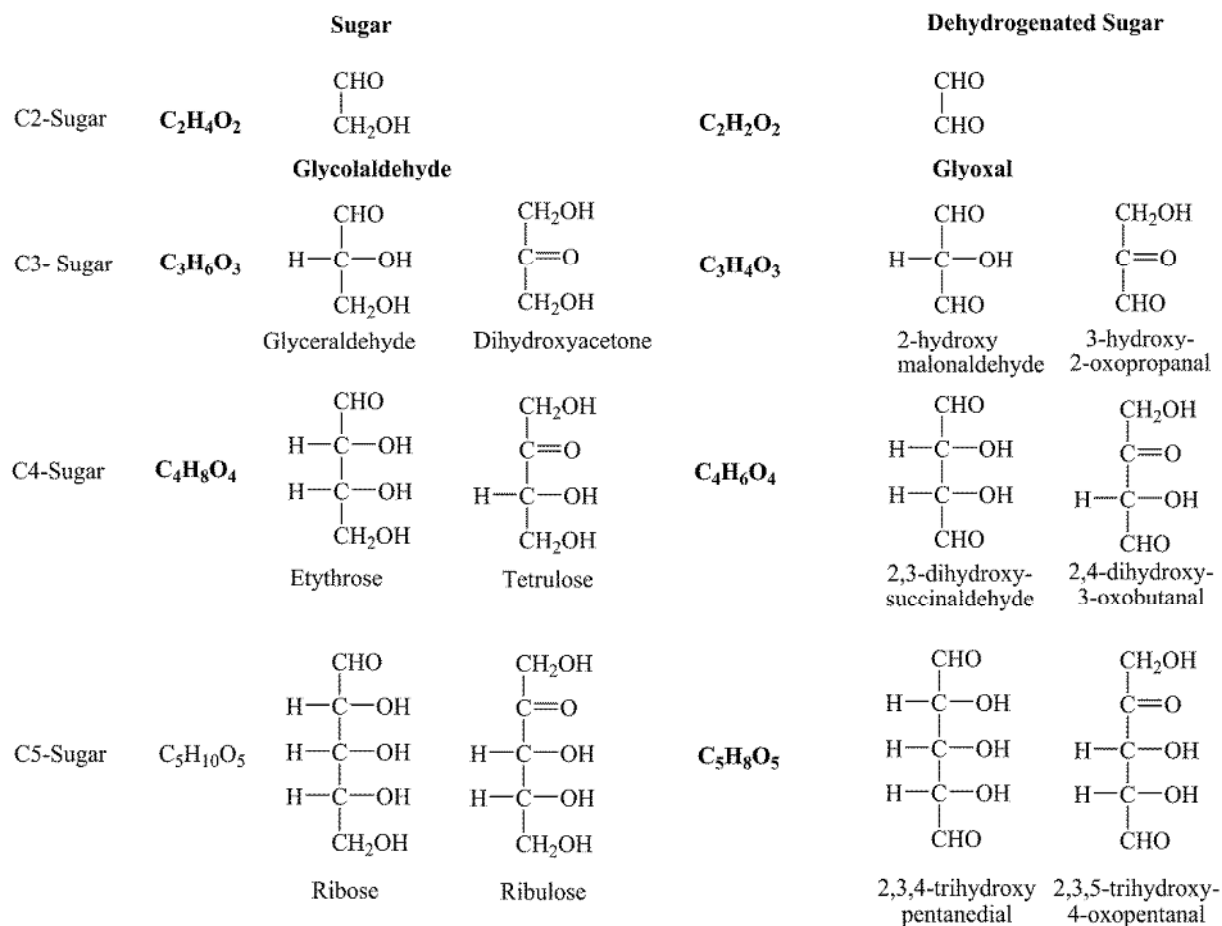 Sugar Dehydrogenated Sugar
CHO CHO
C2-Sugar C2H4O2 C2H2O2
CH2OH CHO
Glycolaldehyde Glyoxal
CHO CH2OH CHO CH2OH
C3- Sugar C3H6O3 H—C—OH C=O C3H4O3 H—C—OH C=O
CH2OH CH2OH CHO CHO
Glyceraldehyde Dihydroxyacetone 2-hydroxy 3-hydroxy-
malonaldehyde 2-oxopropanal
CHO CH2OH CHO CH2OH
H—C—OH C=O H—C—OH C=O
C4-Sugar C4H8O4 C4H6O4
H—C—OH H—C—OH H—C—OH H—C—OH
CH2OH CH2OH CHO CHO
Etythrose Tetrulose 2,3-dihydroxy- 2,4-dihydroxy-
succinaldehyde 3-oxobutanal
CHO CH2OH CHO CH2OH
H—C—OH C=O H—C—OH C=O
C5-Sugar C5H10O5 H—C—OH H—C—OH C5H8O5 H—C—OH H—C—OH
H—C—OH H—C—OH H—C—OH H—C—OH
CH2OH CH2OH CHO CHO
Ribose Ribulose 2,3,4-trihydroxy 2,3,5-trihydroxy-
pentanedial 4-oxopentanal